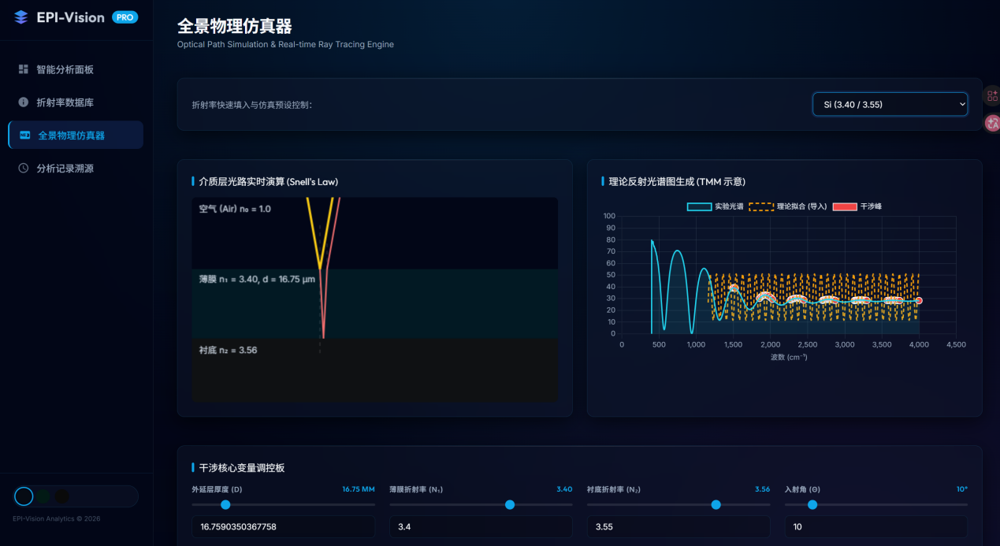 EPI-Vision PRO
智能分析面板
折射率数据库
全景物理仿真器
分析记录溯源
EPI-Vision Analytics © 2026
全景物理仿真器
Optical Path Simulation & Real-time Ray Tracing Engine
折射率快速填入与仿真预设控制:
Si (3.40 / 3.55)
介质层光路实时演算 (Snell's Law)
空气 (Air) n₀ = 1.0
薄膜 n₁ = 3.40, d = 16.75 μm
衬底 n₂ = 3.56
理论反射光谱图生成 (TMM 示意)
实验光谱 理论拟合 (导入) 干涉峰
100
90
80
70
60
50
40
30
20
10
0
0 500 1,000 1,500 2,000 2,500 3,000 3,500 4,000 4,500
波数 (cm⁻¹)
干涉核心变量调控板
外延层厚度 (D) 16.75 MM 薄膜折射率 (N₁) 3.40 衬底折射率 (N₂) 3.56 入射角 (Θ) 10°
16.7590350367758 3.4 3.55 10